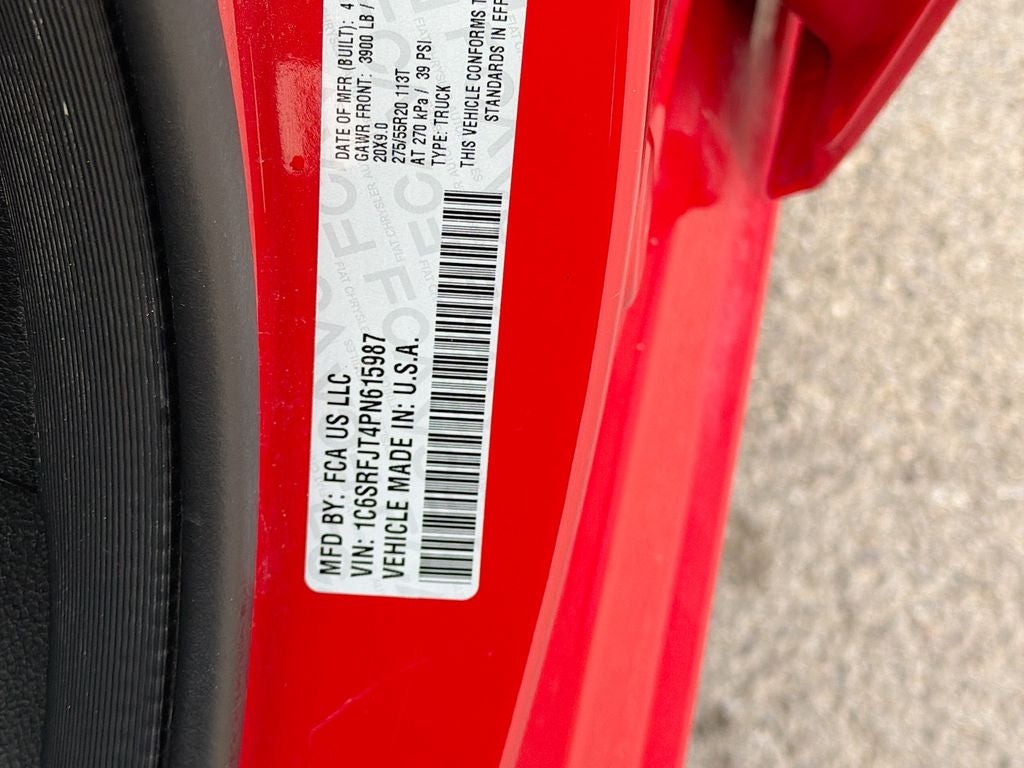 MFD BY: FCA US LLC
VIN: 1C6SRFJT4PN615987
VEHICLE MADE IN: U.S.A.
DATE OF MFR (BUILT): 4
GAWR FRONT: 3900 LB /
20X9.0
275/55R20 113T
AT 270 kPa / 39 PSI
TYPE: TRUCK
THIS VEHICLE CONFORMS T
STANDARDS IN EFF